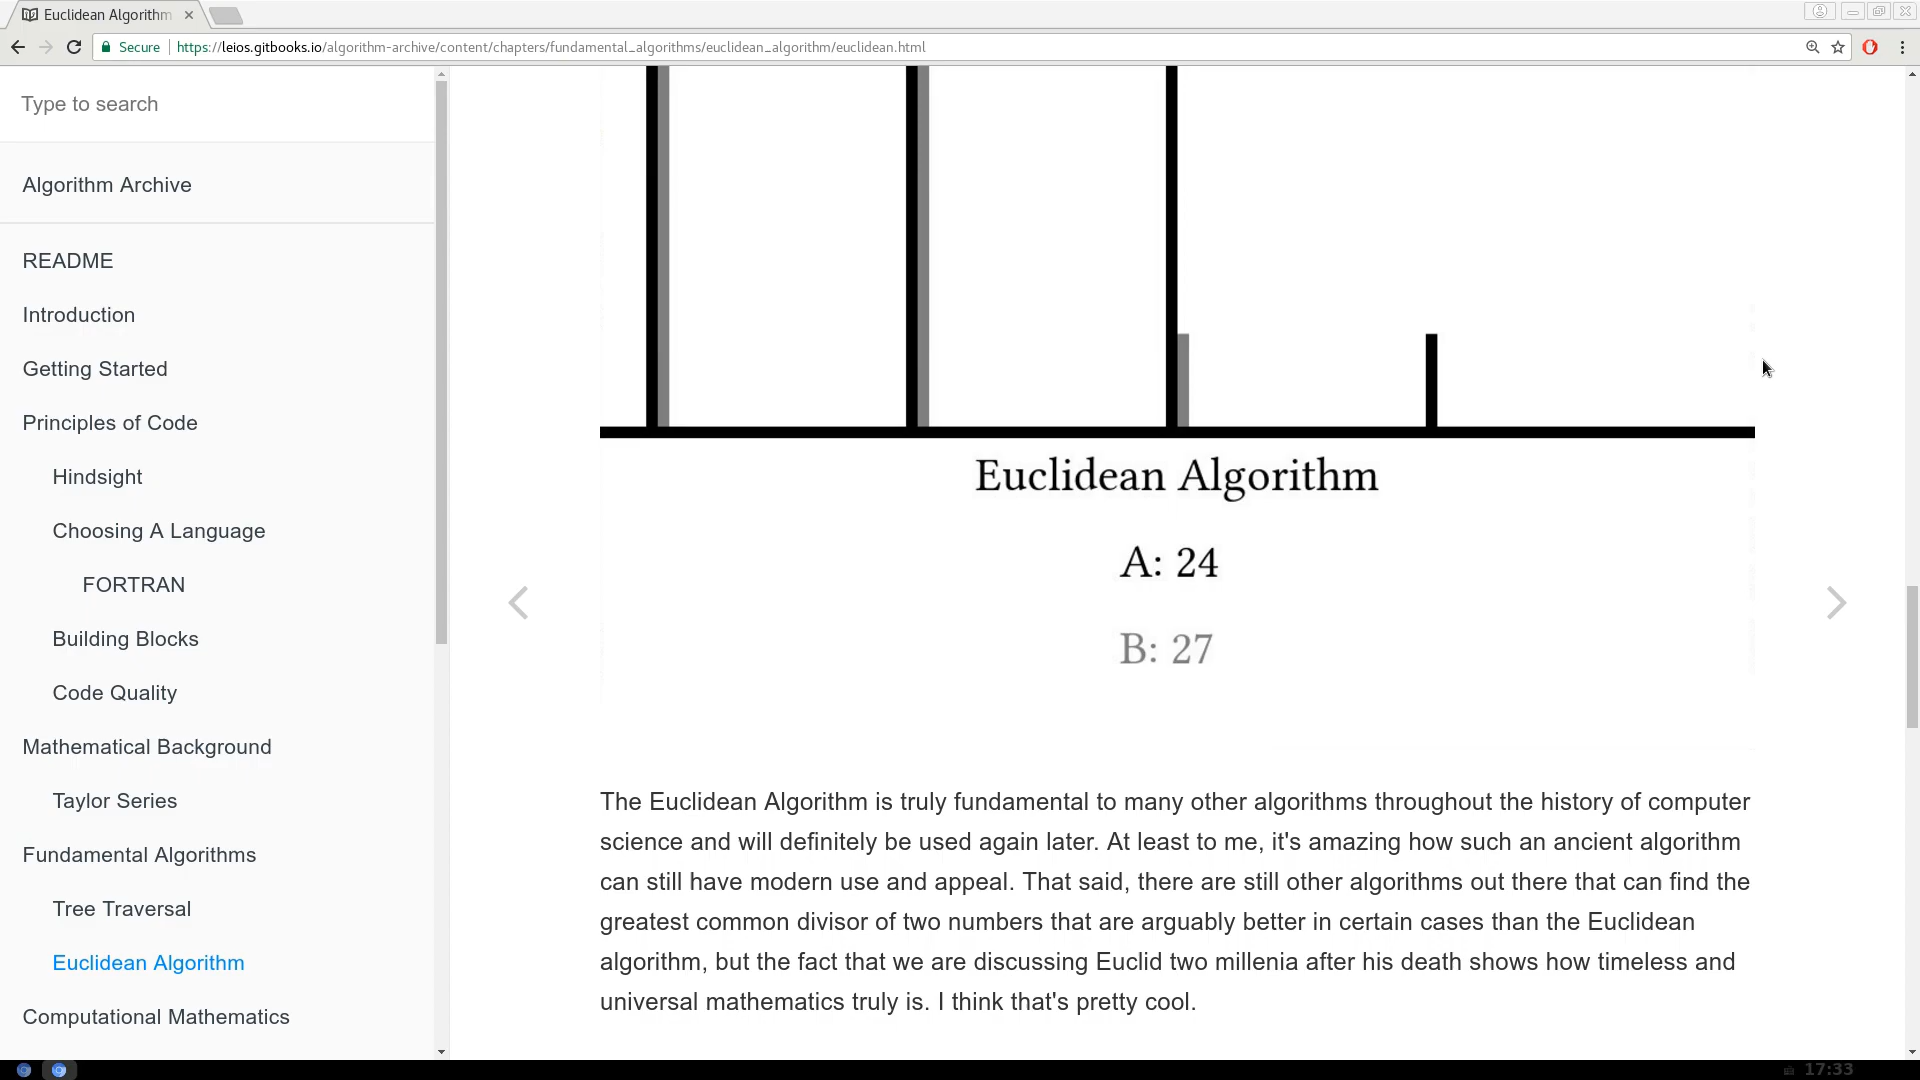 Euclidean Algorithm
Secure
https://leios.gitbooks.io/algorithm-archive/content/chapters/fundamental_algorithms/euclidean_algorithm/euclidean.html
Type to search
Algorithm Archive
README
Introduction
Getting Started
Principles of Code
Hindsight
Choosing A Language
FORTRAN
Building Blocks
Code Quality
Mathematical Background
Taylor Series
Fundamental Algorithms
Tree Traversal
Euclidean Algorithm
Computational Mathematics
Euclidean Algorithm
A: 24
B: 27
The Euclidean Algorithm is truly fundamental to many other algorithms throughout the history of computer
science and will definitely be used again later. At least to me, it's amazing how such an ancient algorithm
can still have modern use and appeal. That said, there are still other algorithms out there that can find the
greatest common divisor of two numbers that are arguably better in certain cases than the Euclidean
algorithm, but the fact that we are discussing Euclid two millenia after his death shows how timeless and
universal mathematics truly is. I think that's pretty cool.
17:33